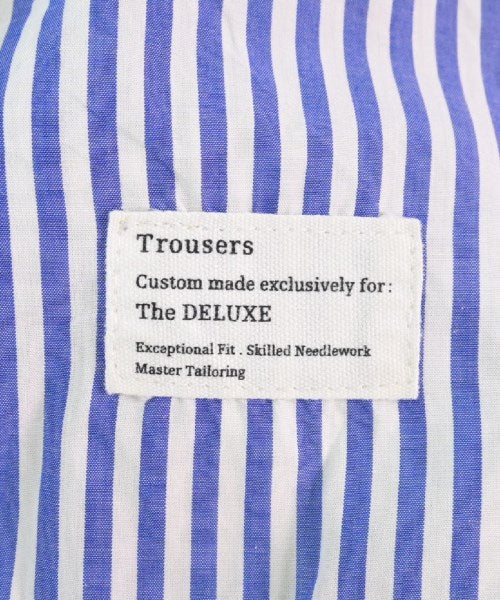 Trousers
Custom made exclusively for:
The DELUXE
Exceptional Fit . Skilled Needlework
Master Tailoring